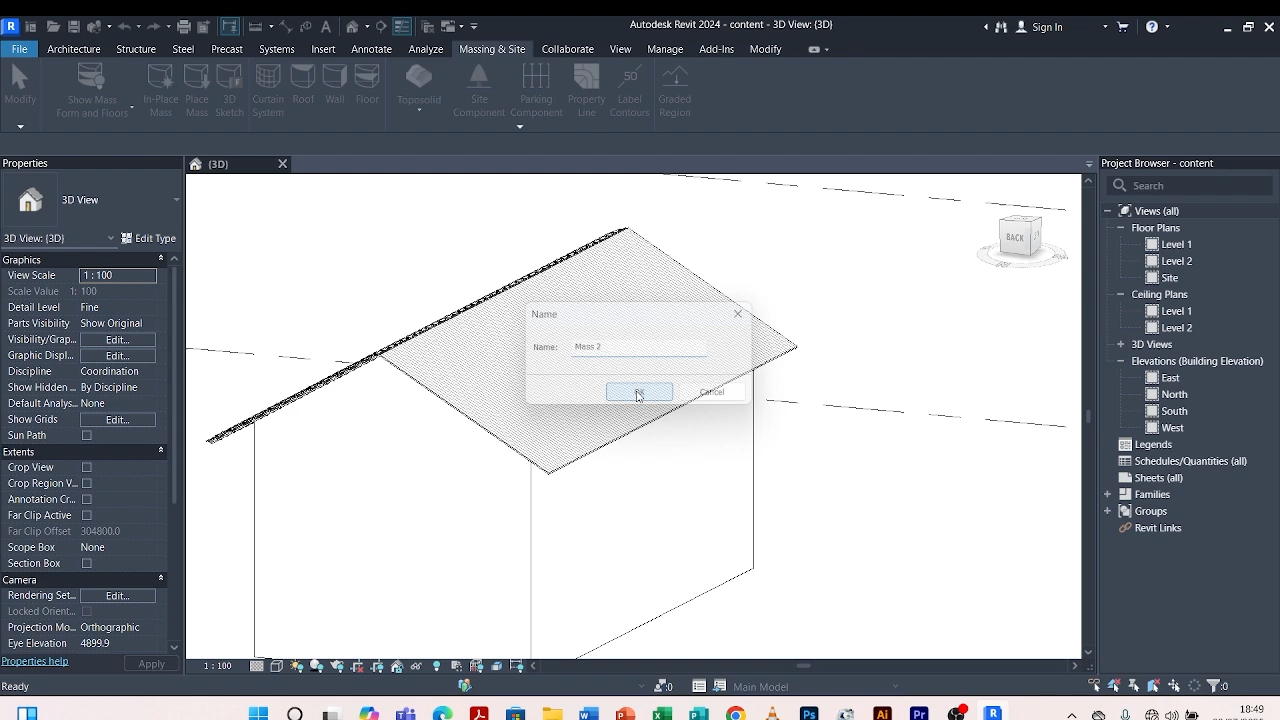 Autodesk Revit 2024 - content - 3D View: {3D}
Sign In
File Architecture Structure Steel Precast Systems Insert Annotate Analyze Massing & Site Collaborate View Manage Add-Ins Modify
Modify
Show Mass
Form and Floors
In-Place
Mass
Place
Mass
3D
Sketch
Curtain
System
Roof
Wall
Floor
Toposolid
Site
Component
Parking
Component
Property
Line
50
Label
Contours
Graded
Region
Properties
{3D}
Project Browser - content
3D View
Search
3D View: {3D}
Edit Type
Graphics
View Scale 1 : 100
Scale Value 1: 100
Detail Level Fine
Parts Visibility Show Original
Visibility/Grap... Edit...
Graphic Displ... Edit...
Discipline Coordination
Show Hidden ... By Discipline
Default Analys... None
Show Grids Edit...
Sun Path
Extents
Crop View
Crop Region V...
Annotation Cr...
Far Clip Active
Far Clip Offset 304800.0
Scope Box None
Section Box
Camera
Rendering Set... Edit...
Locked Orient...
Projection Mo... Orthographic
Eye Elevation 4899.9
Properties help
Apply
BACK
Name
Name: Mass 2
OK
Cancel
Views (all)
Floor Plans
Level 1
Level 2
Site
Ceiling Plans
Level 1
Level 2
3D Views
Elevations (Building Elevation)
East
North
South
West
Legends
Schedules/Quantities (all)
Sheets (all)
Families
Groups
Revit Links
1 : 100
Ready
:0
Main Model
:0
18:49